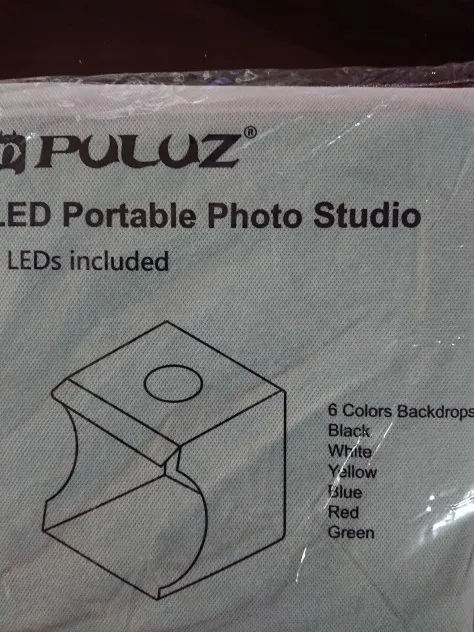 PULUZ®
LED Portable Photo Studio
LEDs included
6 Colors Backdrops
Black
White
Yellow
Blue
Red
Green